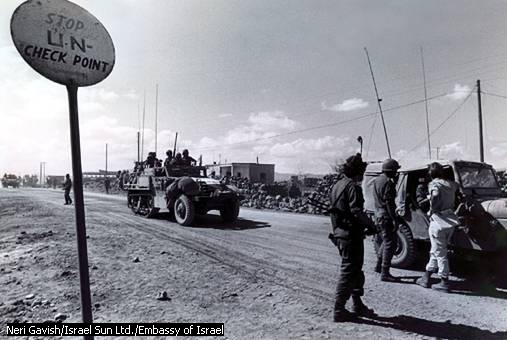 STOP
U·N-
CHECK POINT
Neri Gavish/Israel Sun Ltd./Embassy of Israel